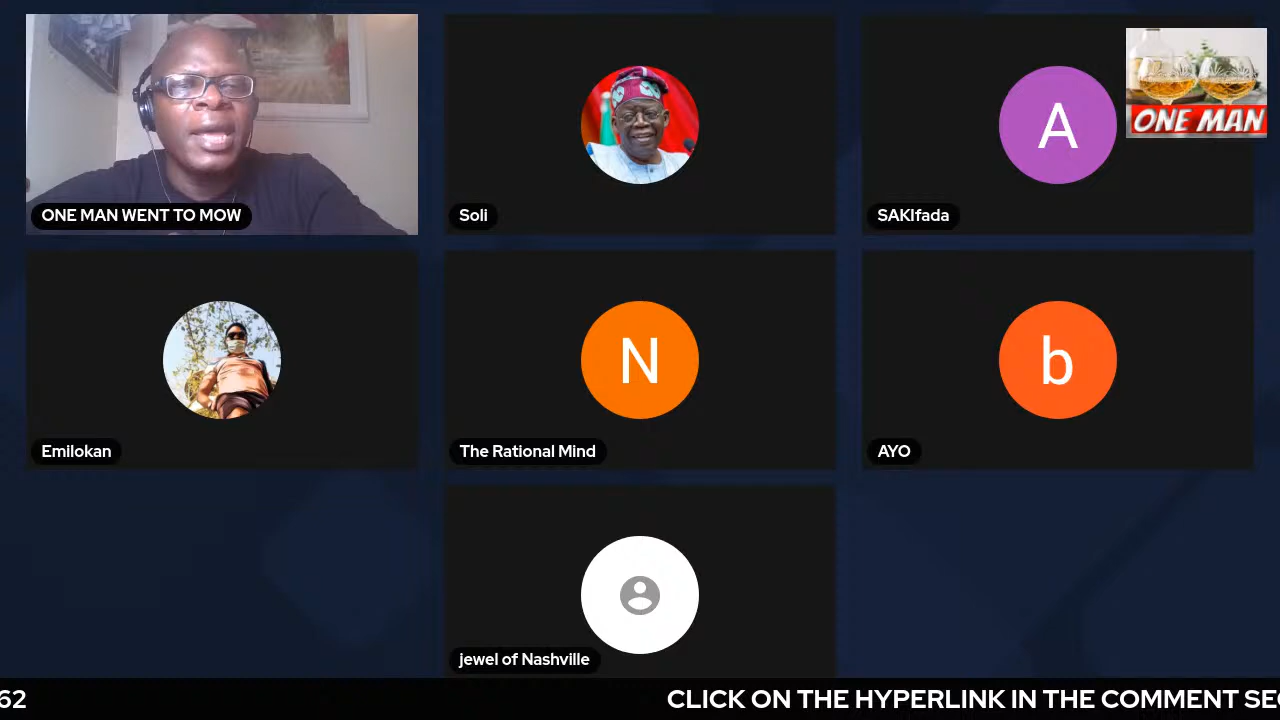 ONE MAN WENT TO MOW
Soli
A
SAKIfada
ONE MAN
Emilokan
N
The Rational Mind
b
AYO
jewel of Nashville
62
CLICK ON THE HYPERLINK IN THE COMMENT SEC